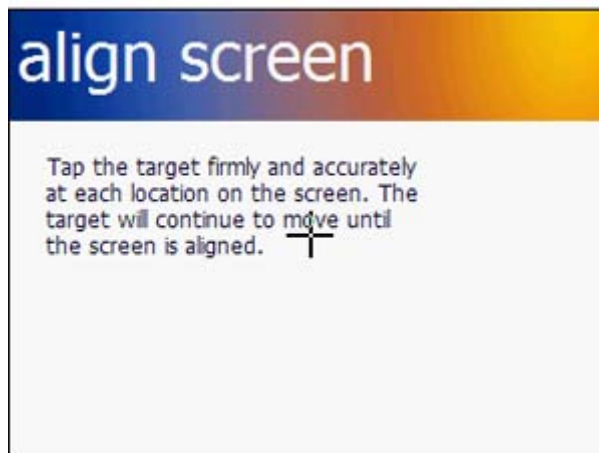 align screen
Tap the target firmly and accurately
at each location on the screen. The
target will continue to move until
the screen is aligned.